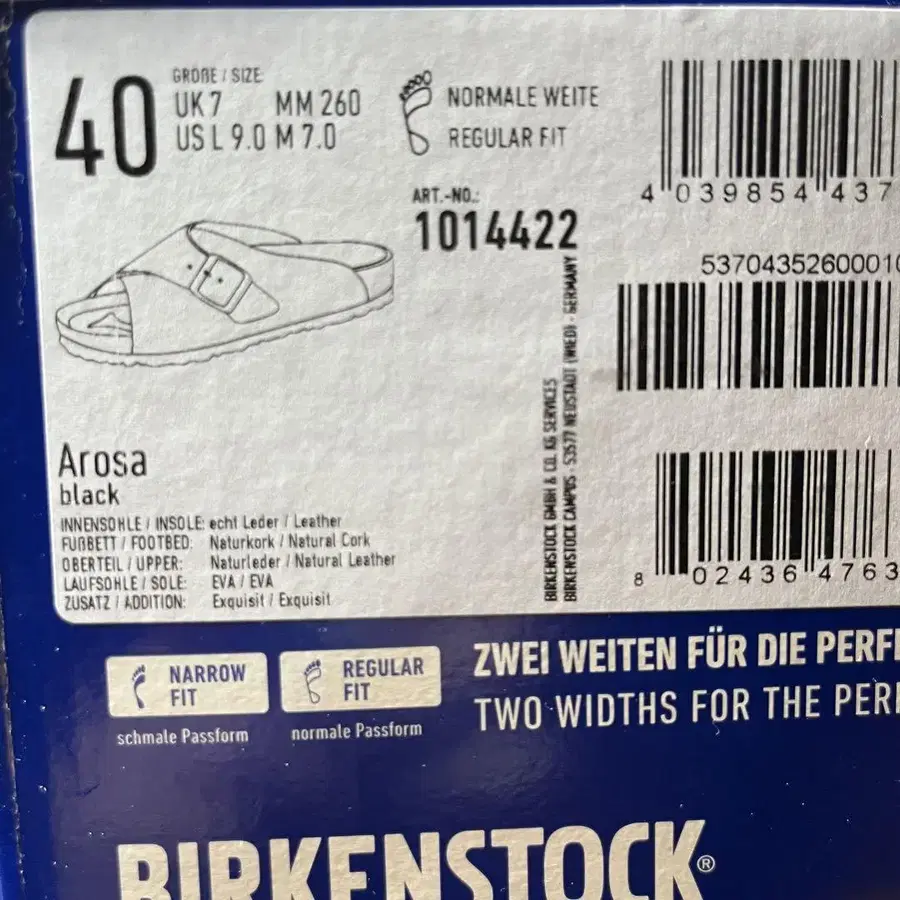 40
GRÖßE / SIZE
UK 7 MM 260
US L 9.0 M 7.0
NORMALE WEITE
REGULAR FIT
ART.-NO.:
1014422
4 039854 437
5370435260001
8 02436 4763
BIRKENSTOCK GMBH & CO. KG SERVICES
BIRKENSTOCK CAMPUS · 53577 NEUSTADT (WIED) · GERMANY
Arosa
black
INNENSOHLE / INSOLE: echt Leder / Leather
FUßBETT / FOOTBED: Naturkork / Natural Cork
OBERTEIL / UPPER: Naturleder / Natural Leather
LAUFSOHLE / SOLE: EVA / EVA
ZUSATZ / ADDITION: Exquisit / Exquisit
NARROW
FIT
schmale Passform
REGULAR
FIT
normale Passform
ZWEI WEITEN FÜR DIE PERF
TWO WIDTHS FOR THE PER
BIRKENSTOCK®